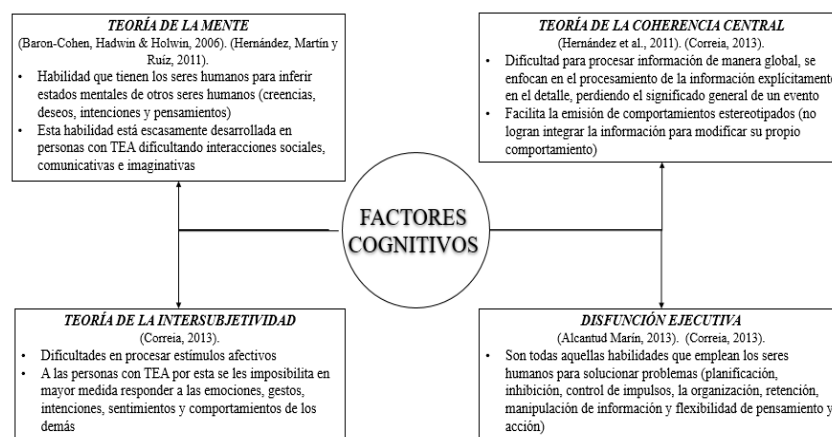 TEORÍA DE LA MENTE
(Baron-Cohen, Hadwin & Holwin, 2006). (Hernández, Martín y
Ruíz, 2011).
• Habilidad que tienen los seres humanos para inferir
estados mentales de otros seres humanos (creencias,
deseos, intenciones y pensamientos)
• Esta habilidad está escasamente desarrollada en
personas con TEA dificultando interacciones sociales,
comunicativas e imaginativas
TEORÍA DE LA COHERENCIA CENTRAL
(Hernández et al., 2011). (Correia, 2013).
• Dificultad para procesar información de manera global, se
enfocan en el procesamiento de la información explícitamente
en el detalle, perdiendo el significado general de un evento
• Facilita la emisión de comportamientos estereotipados (no
logran integrar la información para modificar su propio
comportamiento)
FACTORES
COGNITIVOS
TEORÍA DE LA INTERSUBJETIVIDAD
(Correia, 2013).
• Dificultades en procesar estímulos afectivos
• A las personas con TEA por esta se les imposibilita en
mayor medida responder a las emociones, gestos,
intenciones, sentimientos y comportamientos de los
demás
DISFUNCIÓN EJECUTIVA
(Alcantud Marín, 2013). (Correia, 2013).
• Son todas aquellas habilidades que emplean los seres
humanos para solucionar problemas (planificación,
inhibición, control de impulsos, la organización, retención,
manipulación de información y flexibilidad de pensamiento y
acción)